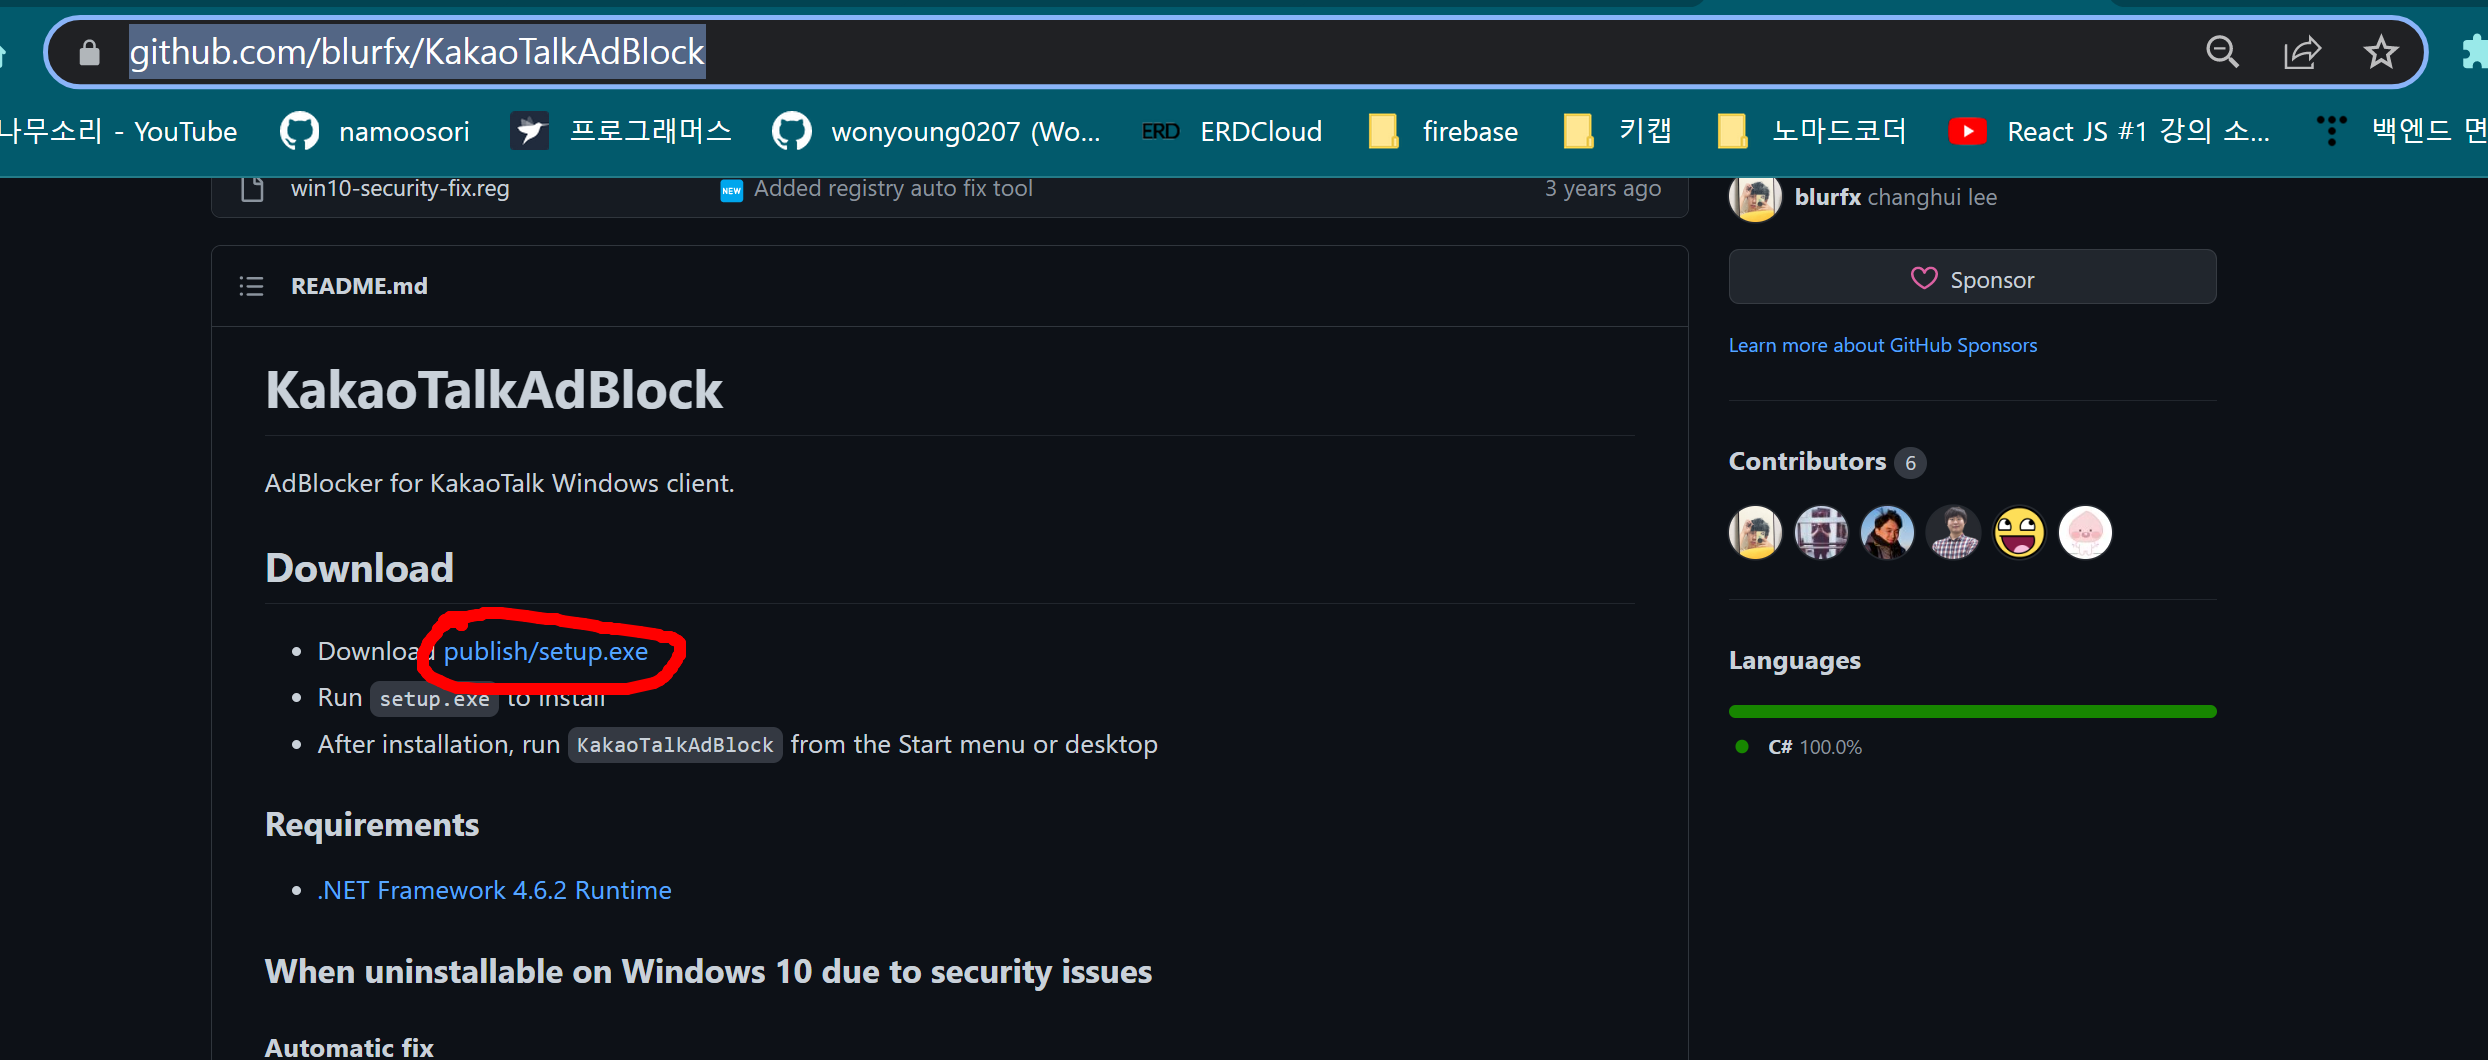 github.com/blurfx/KakaoTalkAdBlock
나무소리 - YouTube namoosori 프로그래머스 wonyoung0207 (Wo... ERD ERDCloud firebase 키캡 노마드코더 React JS #1 강의 소... 백엔드 면
win10-security-fix.reg NEW Added registry auto fix tool 3 years ago
blurfx changhui lee
README.md
Sponsor
Learn more about GitHub Sponsors
KakaoTalkAdBlock
AdBlocker for KakaoTalk Windows client.
Contributors 6
Download
Download publish/setup.exe
Run setup.exe to install
After installation, run KakaoTalkAdBlock from the Start menu or desktop
Languages
C# 100.0%
Requirements
.NET Framework 4.6.2 Runtime
When uninstallable on Windows 10 due to security issues
Automatic fix